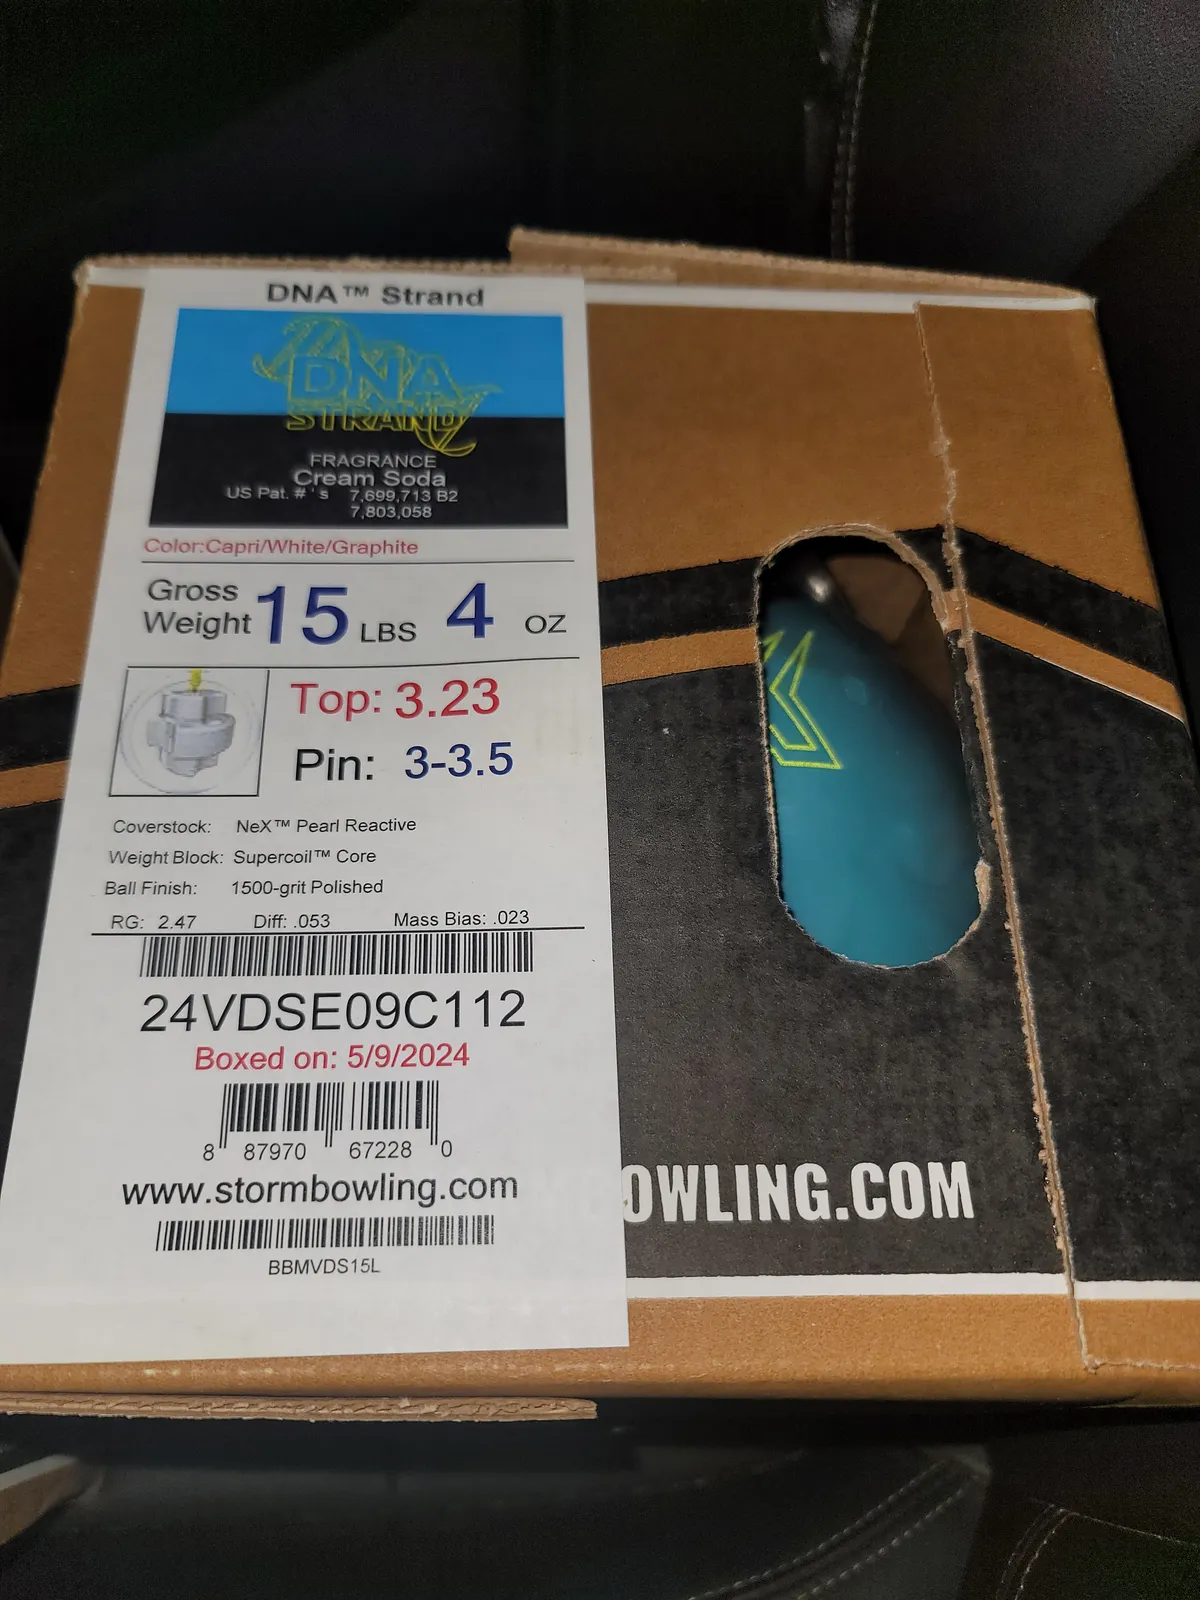 DNA™ Strand
DNA
STRAND
FRAGRANCE
Cream Soda
US Pat. # ' s 7,699,713 B2
7,803,058
Color:Capri/White/Graphite
Gross Weight 15 LBS 4 OZ
Top: 3.23
Pin: 3-3.5
Coverstock: NeX™ Pearl Reactive
Weight Block: Supercoil™ Core
Ball Finish: 1500-grit Polished
RG: 2.47 Diff: .053 Mass Bias: .023
24VDSE09C112
Boxed on: 5/9/2024
8 87970 67228 0
www.stormbowling.com
BBMVDS15L
OWLING.COM